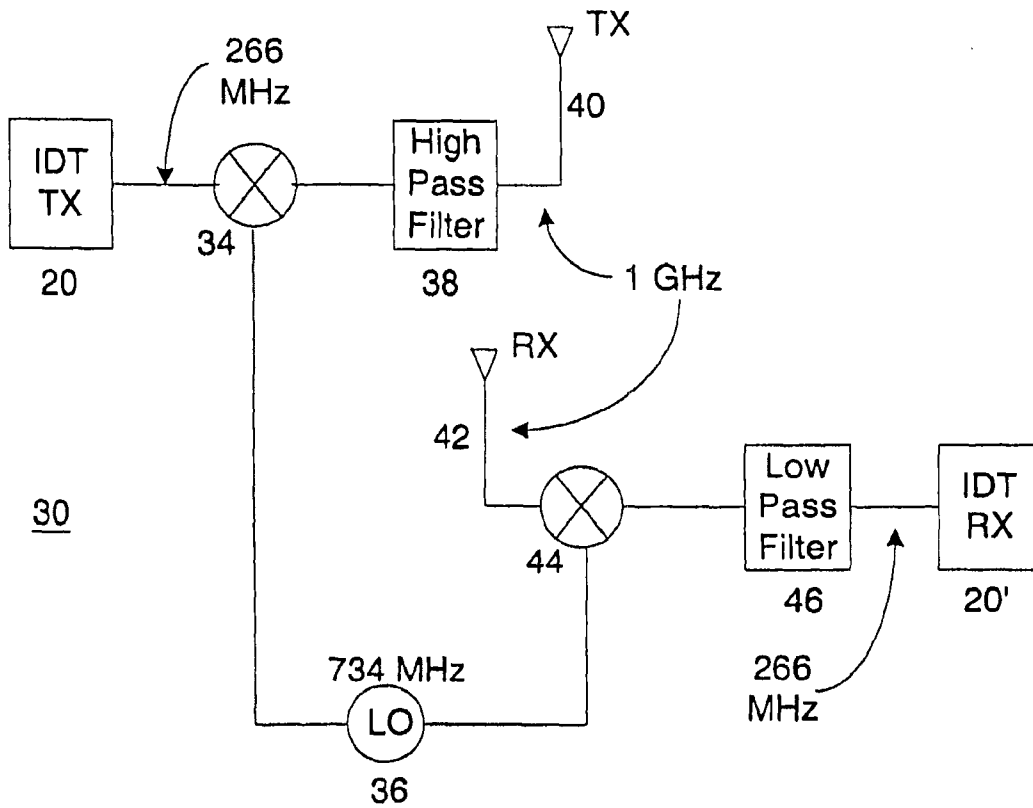 266
MHz
TX
40
IDT
TX
High
Pass
Filter
34
20
38
1 GHz
RX
42
Low
Pass
Filter
IDT
RX
30
44
46
20'
734 MHz
266
MHz
LO
36